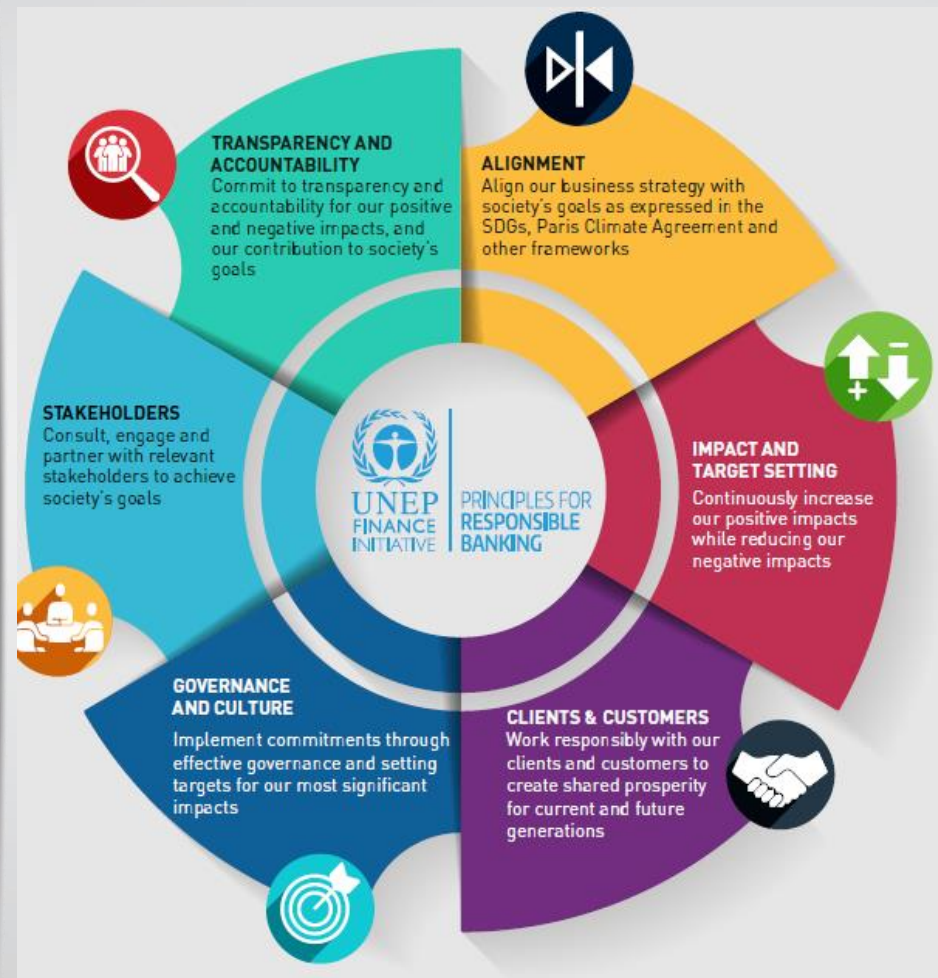 TRANSPARENCY AND
ACCOUNTABILITY
Commit to transparency and
accountability for our positive
and negative impacts, and
our contribution to society's
goals
ALIGNMENT
Align our business strategy with
society's goals as expressed in the
SDGs, Paris Climate Agreement and
other frameworks
IMPACT AND
TARGET SETTING
Continuously increase
our positive impacts
while reducing our
negative impacts
CLIENTS & CUSTOMERS
Work responsibly with our
clients and customers to
create shared prosperity
for current and future
generations
GOVERNANCE
AND CULTURE
Implement commitments through
effective governance and setting
targets for our most significant
impacts
STAKEHOLDERS
Consult, engage and
partner with relevant
stakeholders to achieve
society's goals
UNEP
FINANCE
INITIATIVE
PRINCIPLES FOR
RESPONSIBLE
BANKING
+
−